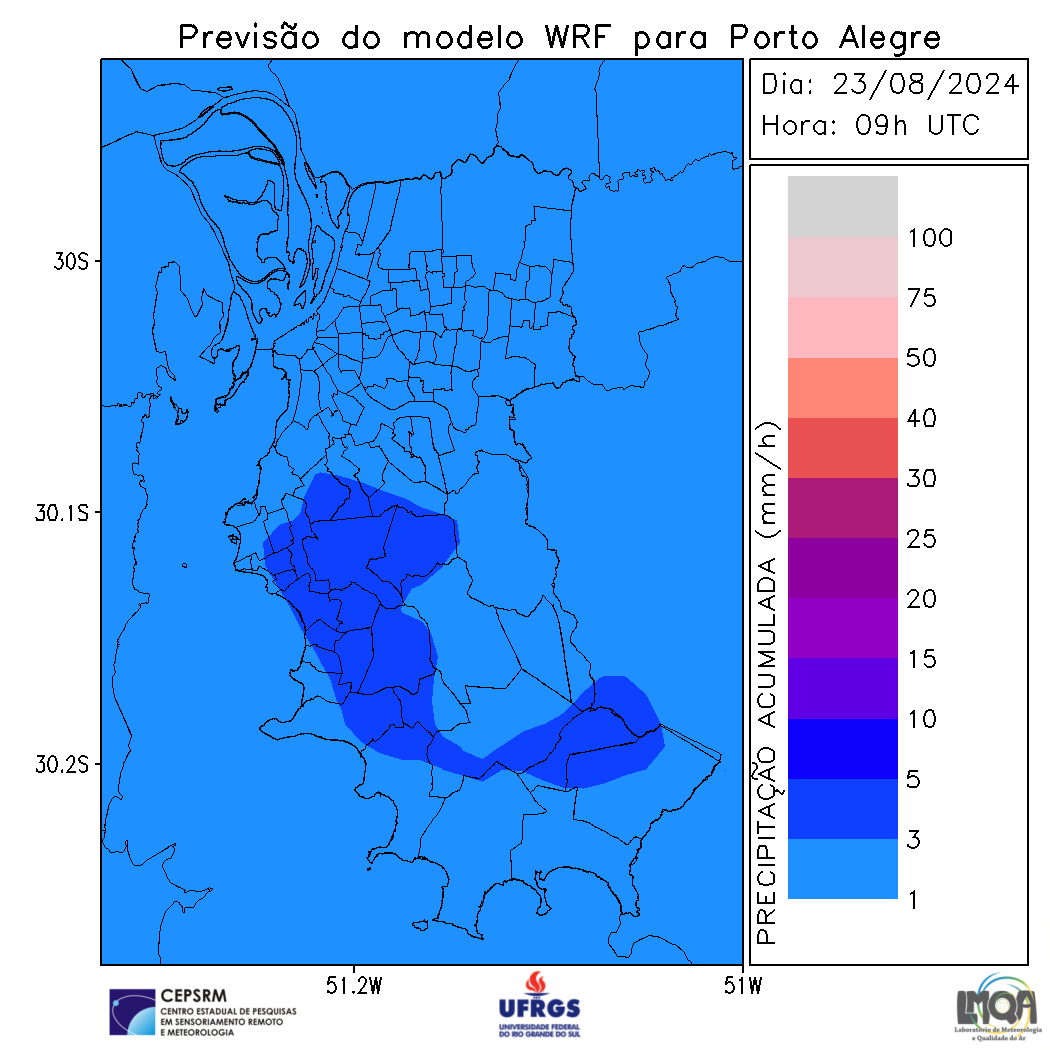 Previsão do modelo WRF para Porto Alegre
Dia: 23/08/2024
Hora: 09h UTC
30S
30.1S
30.2S
51.2W
51W
PRECIPITAÇÃO ACUMULADA (mm/h)
100
75
50
40
30
25
20
15
10
5
3
1
CEPSRM
CENTRO ESTADUAL DE PESQUISAS
EM SENSORIAMENTO REMOTO
E METEOROLOGIA
UFRGS
UNIVERSIDADE FEDERAL
DO RIO GRANDE DO SUL
LMQA
Laboratório de Meteorologia
e Qualidade do Ar